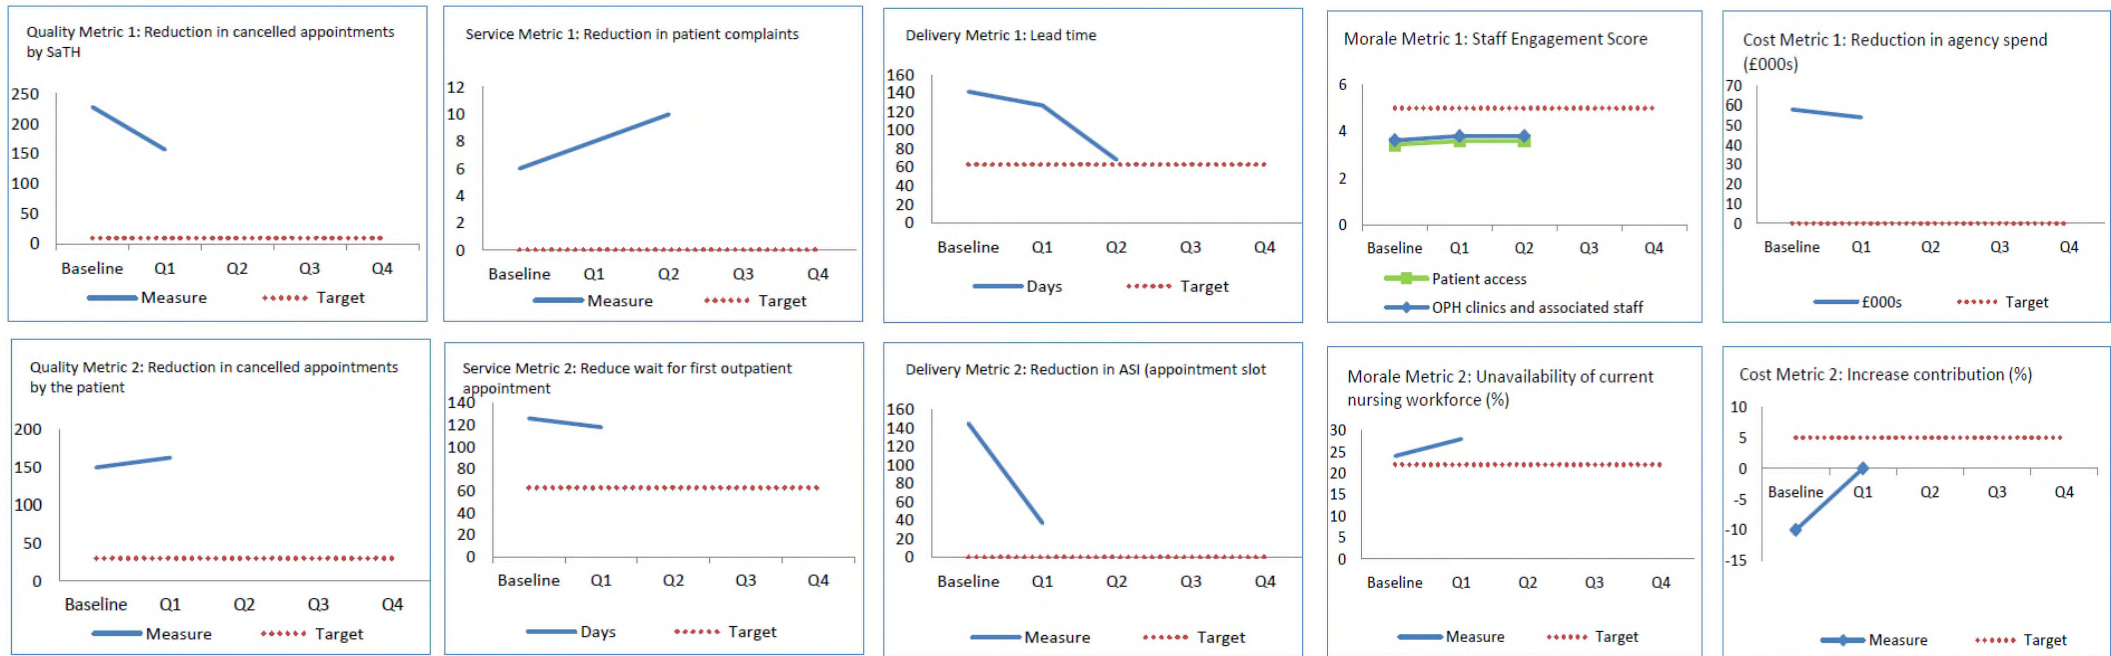 Quality Metric 1: Reduction in cancelled appointments
by SaTH
250
200
150
100
50
0
Baseline Q1 Q2 Q3 Q4
Measure Target
Service Metric 1: Reduction in patient complaints
12
10
8
6
4
2
0
Baseline Q1 Q2 Q3 Q4
Measure Target
Delivery Metric 1: Lead time
160
140
120
100
80
60
40
20
0
Baseline Q1 Q2 Q3 Q4
Days Target
Morale Metric 1: Staff Engagement Score
6
4
2
0
Baseline Q1 Q2 Q3 Q4
Patient access
OPH clinics and associated staff
Cost Metric 1: Reduction in agency spend
(£000s)
70
60
50
40
30
20
10
0
Baseline Q1 Q2 Q3 Q4
£000s Target
Quality Metric 2: Reduction in cancelled appointments
by the patient
200
150
100
50
0
Baseline Q1 Q2 Q3 Q4
Measure Target
Service Metric 2: Reduce wait for first outpatient
appointment
140
120
100
80
60
40
20
0
Baseline Q1 Q2 Q3 Q4
Days Target
Delivery Metric 2: Reduction in ASI (appointment slot
160
140
120
100
80
60
40
20
0
Baseline Q1 Q2 Q3 Q4
Measure Target
Morale Metric 2: Unavailability of current
nursing workforce (%)
30
25
20
15
10
5
0
Baseline Q1 Q2 Q3 Q4
Measure Target
Cost Metric 2: Increase contribution (%)
10
5
0
-5
-10
-15
Baseline Q1 Q2 Q3 Q4
Measure Target